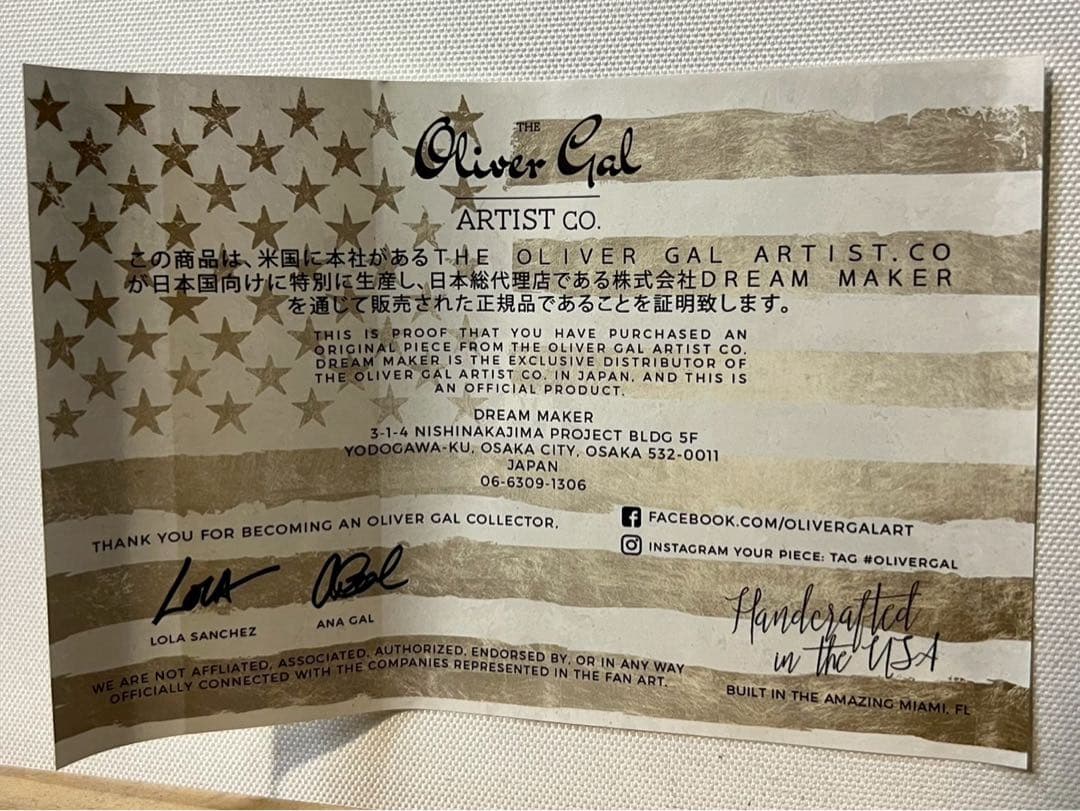 THE
Oliver Gal
ARTIST CO.
この商品は、米国に本社があるTHE OLIVER GAL ARTIST.CO
が日本国向けに特別に生産し、日本総代理店である株式会社DREAM MAKER
を通じて販売された正規品であることを証明致します。
THIS IS PROOF THAT YOU HAVE PURCHASED AN
ORIGINAL PIECE FROM THE OLIVER GAL ARTIST CO.
DREAM MAKER IS THE EXCLUSIVE DISTRIBUTOR OF
THE OLIVER GAL ARTIST CO. IN JAPAN. AND THIS IS
AN OFFICIAL PRODUCT.
DREAM MAKER
3-1-4 NISHINAKAJIMA PROJECT BLDG 5F
YODOGAWA-KU, OSAKA CITY, OSAKA 532-0011
JAPAN
06-6309-1306
THANK YOU FOR BECOMING AN OLIVER GAL COLLECTOR,
FACEBOOK.COM/OLIVERGALART
INSTAGRAM YOUR PIECE: TAG #OLIVERGAL
LOLA
LOLA SANCHEZ
ANA GAL
Handcrafted
in the USA
BUILT IN THE AMAZING MIAMI, FL
WE ARE NOT AFFLIATED, ASSOCIATED, AUTHORIZED, ENDORSED BY, OR IN ANY WAY
OFFICIALLY CONNECTED WITH THE COMPANIES REPRESENTED IN THE FAN ART.